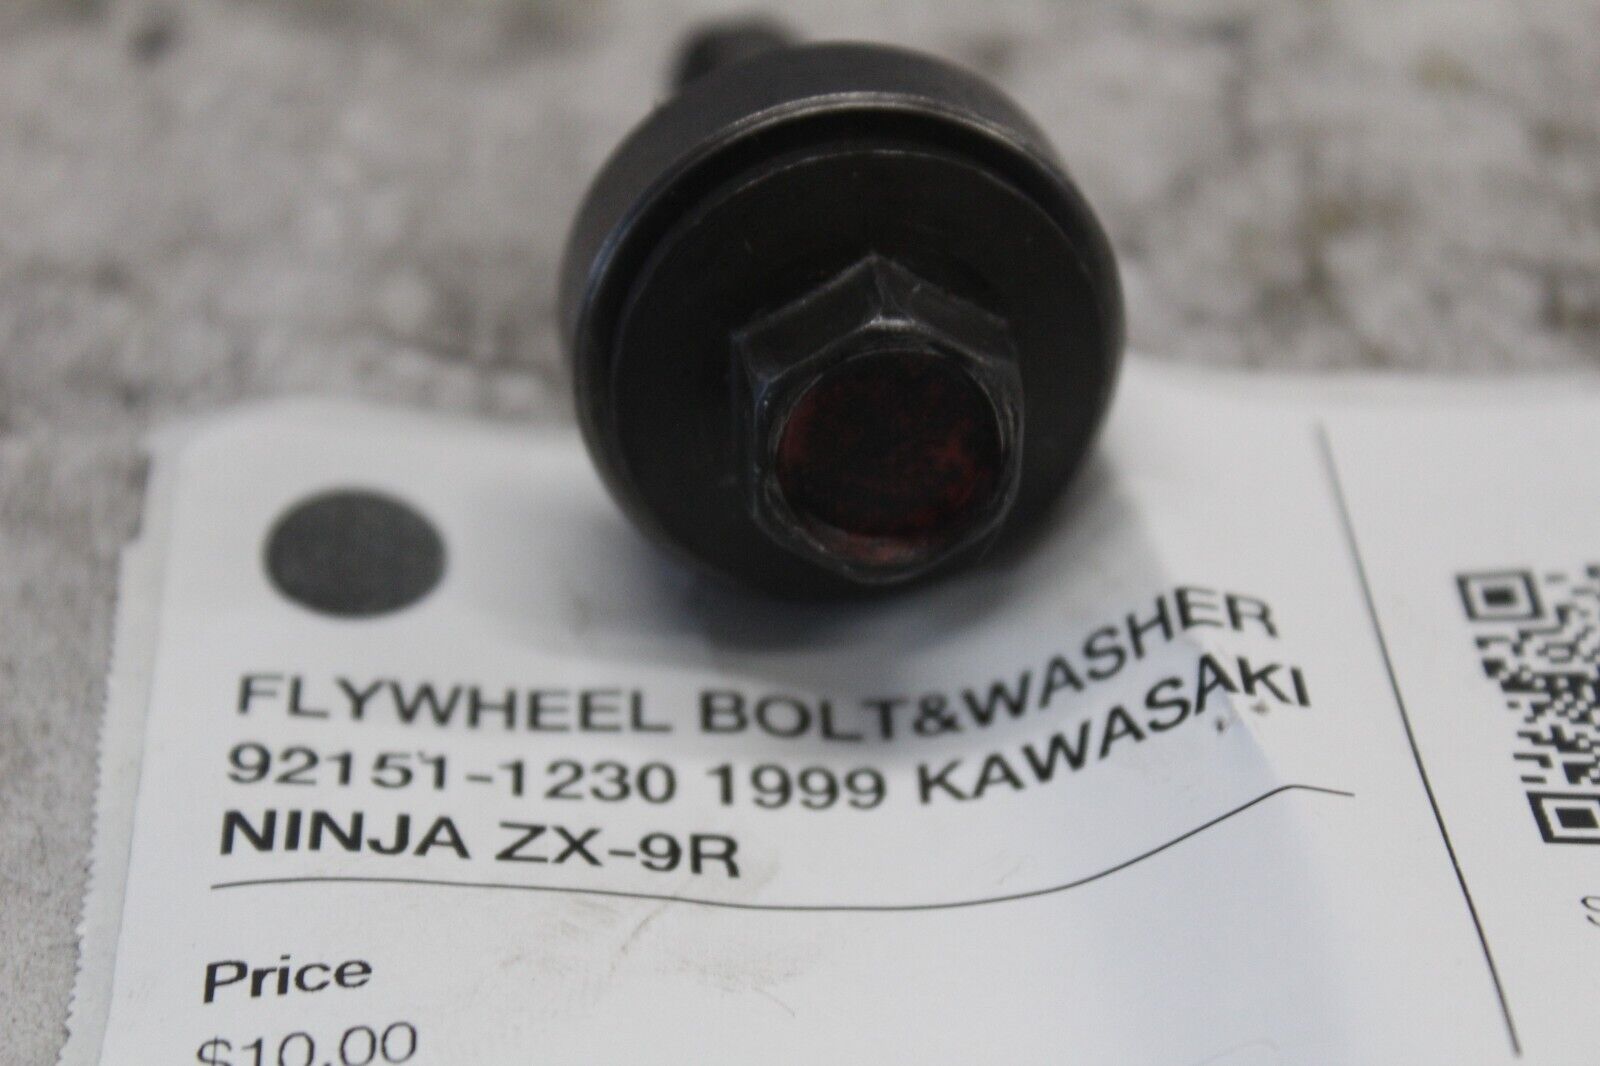 FLYWHEEL BOLT&WASHER
92151-1230 1999 KAWASAKI
NINJA ZX-9R
Price
$10.00